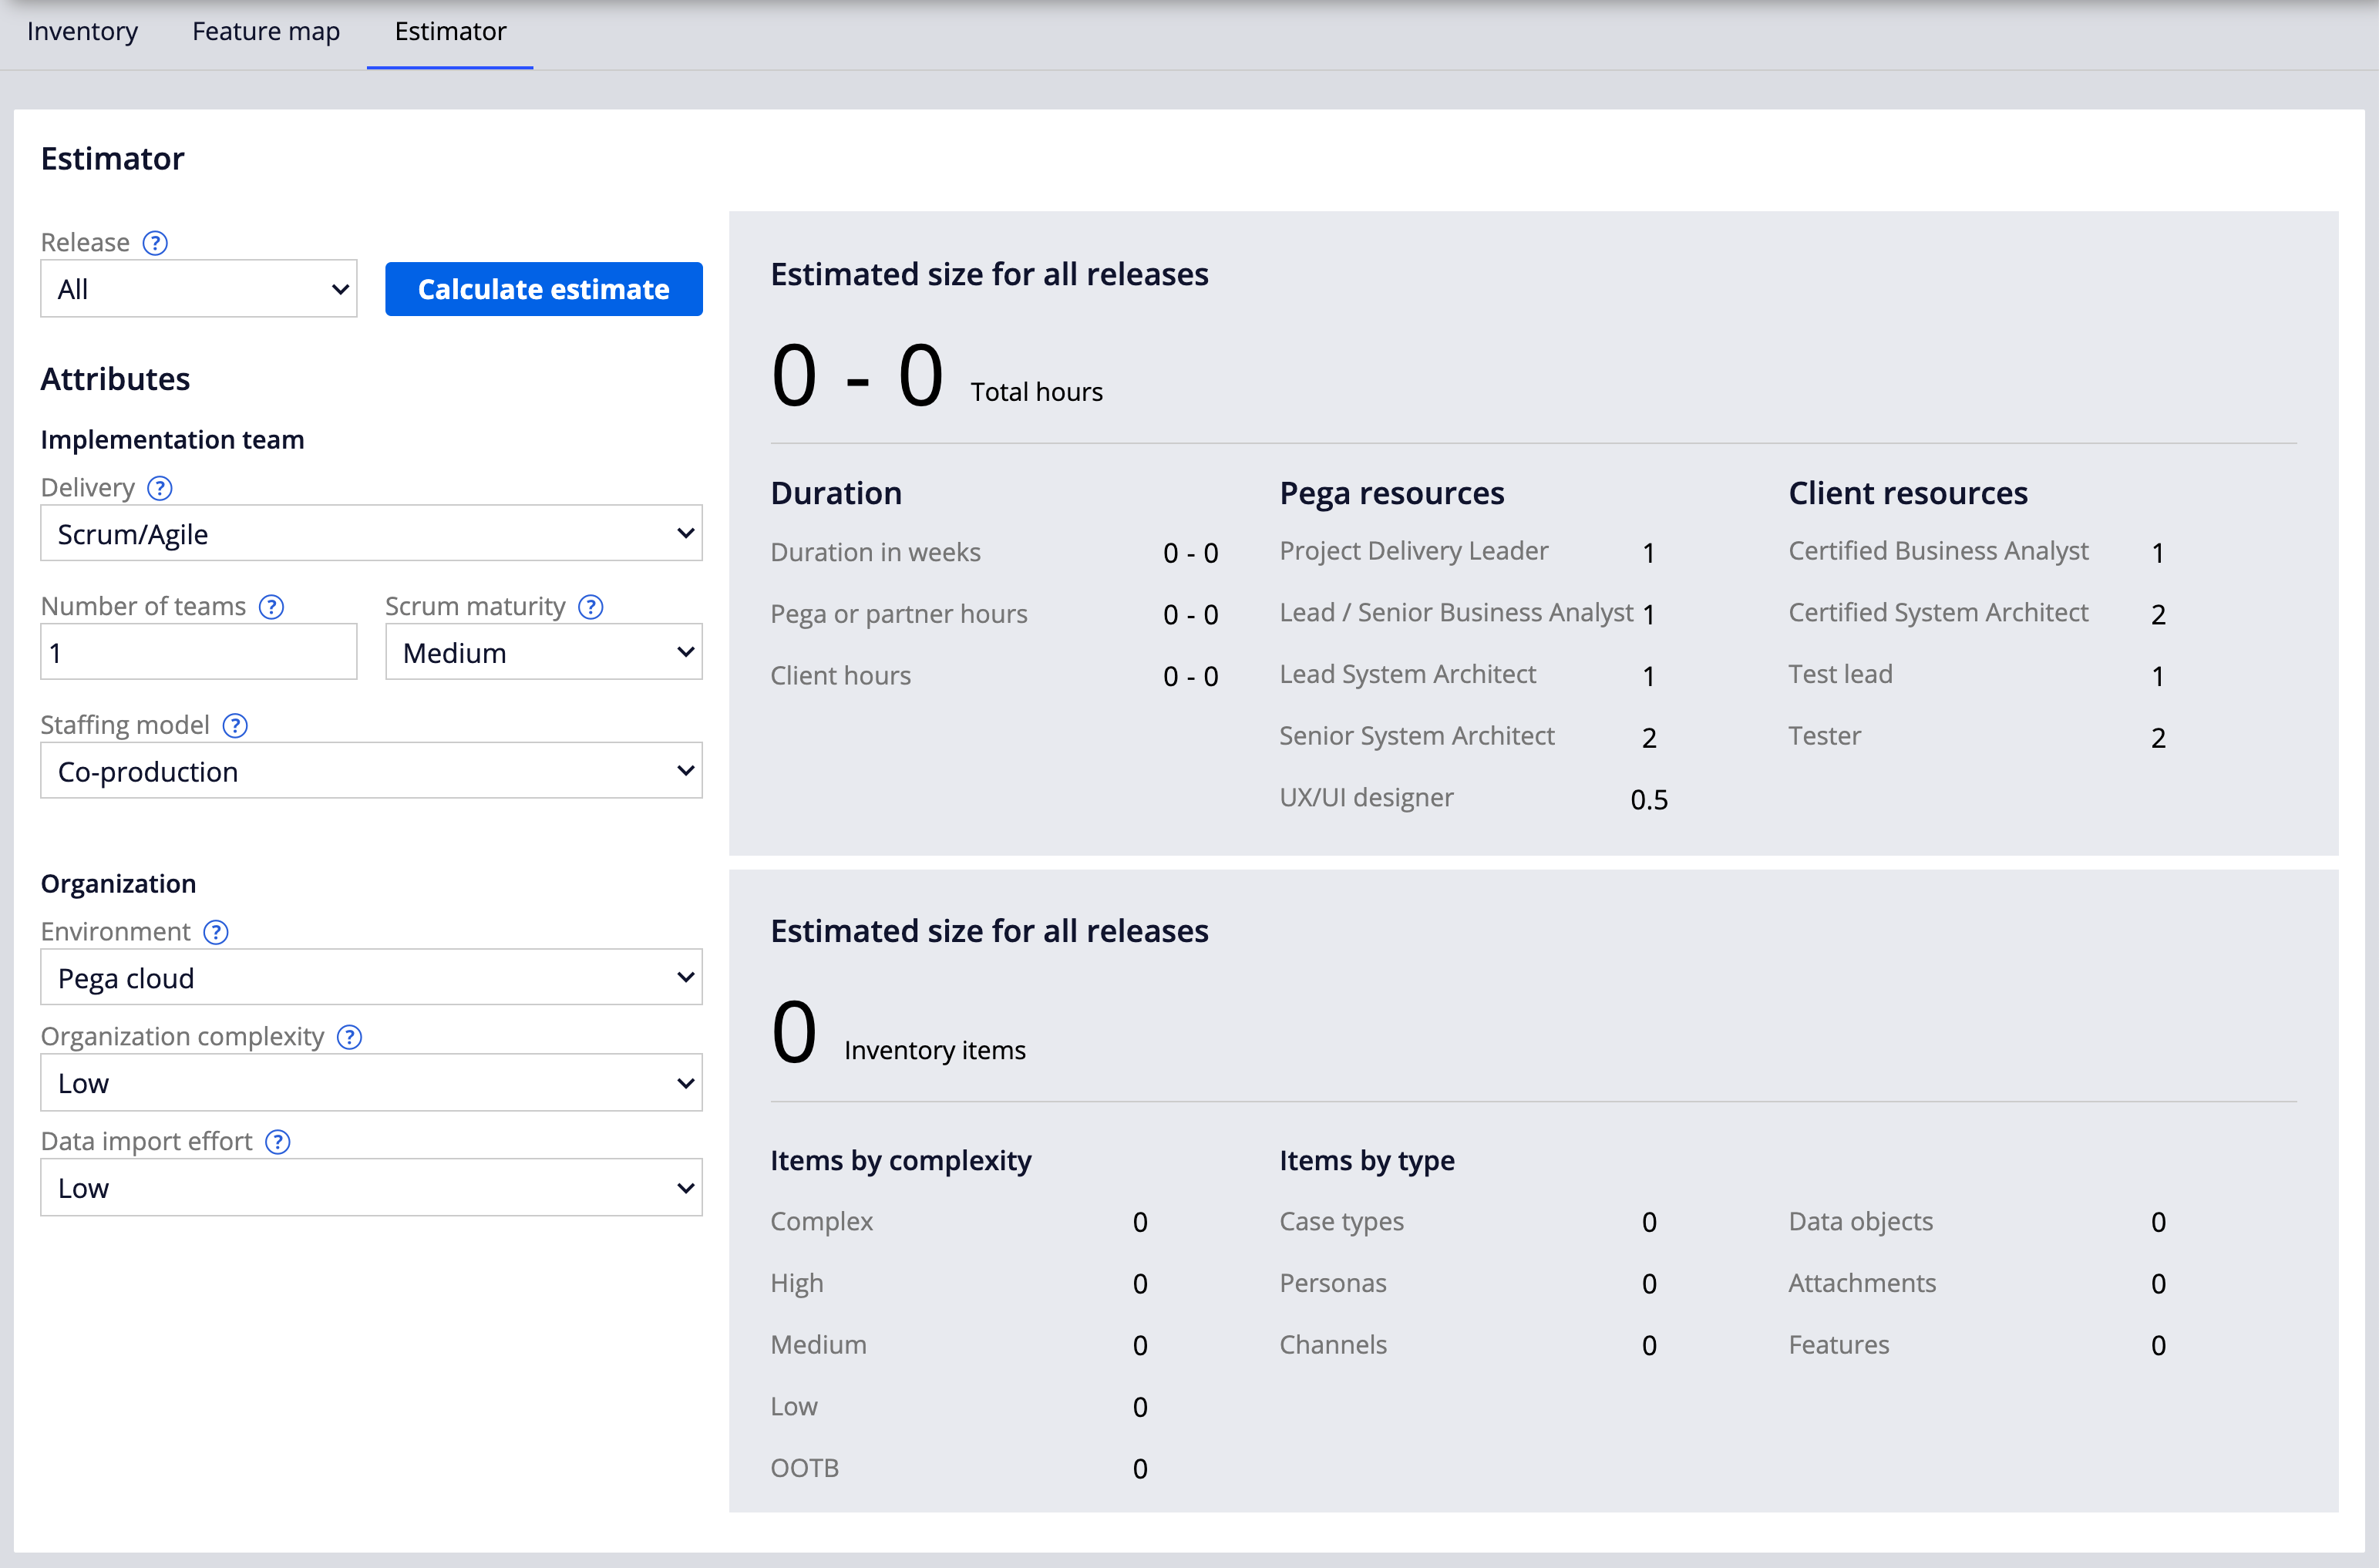 Inventory Feature map Estimator
Estimator
Release ?
All
Calculate estimate
Attributes
Implementation team
Delivery ?
Scrum/Agile
Number of teams ? Scrum maturity ?
1 Medium
Staffing model ?
Co-production
Organization
Environment ?
Pega cloud
Organization complexity ?
Low
Data import effort ?
Low
Estimated size for all releases
0 - 0 Total hours
Duration
Duration in weeks 0 - 0
Pega or partner hours 0 - 0
Client hours 0 - 0
Pega resources
Project Delivery Leader 1
Lead / Senior Business Analyst 1
Lead System Architect 1
Senior System Architect 2
UX/UI designer 0.5
Client resources
Certified Business Analyst 1
Certified System Architect 2
Test lead 1
Tester 2
Estimated size for all releases
0 Inventory items
Items by complexity
Complex 0
High 0
Medium 0
Low 0
OOTB 0
Items by type
Case types 0
Personas 0
Channels 0
Data objects 0
Attachments 0
Features 0